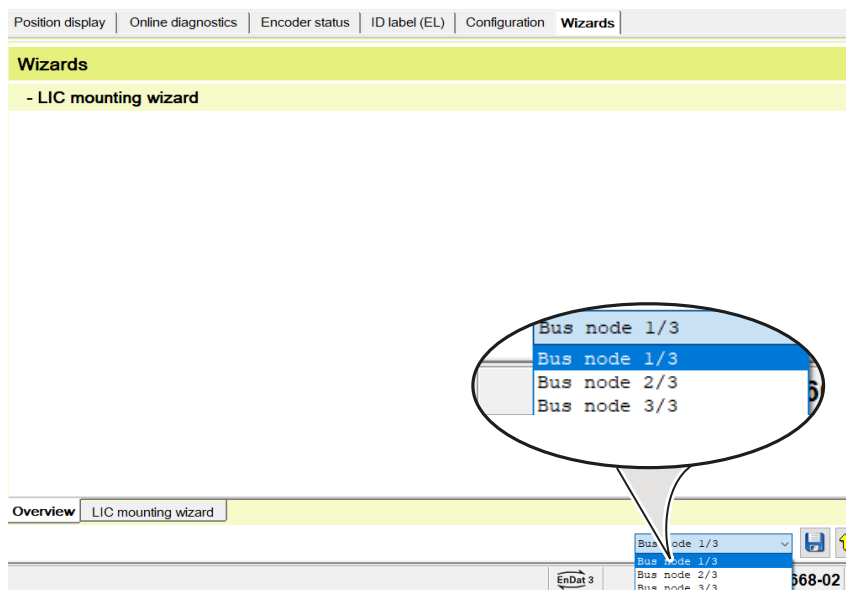 Position display Online diagnostics Encoder status ID label (EL) Configuration Wizards
Wizards
- LIC mounting wizard
Bus node 1/3
Bus node 1/3
Bus node 2/3
Bus node 3/3
Overview LIC mounting wizard
Bus node 1/3
Bus node 1/3
EnDat 3 Bus node 2/3 668-02
Bus node 3/3